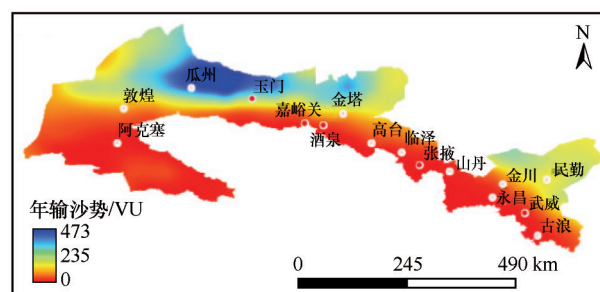 N
瓜州
玉门
敦煌
嘉峪关
金塔
阿克塞
酒泉
高台
临泽
张掖
山丹
金川
民勤
永昌
武威
古浪
年输沙势/VU
473
235
0
0 245 490 km